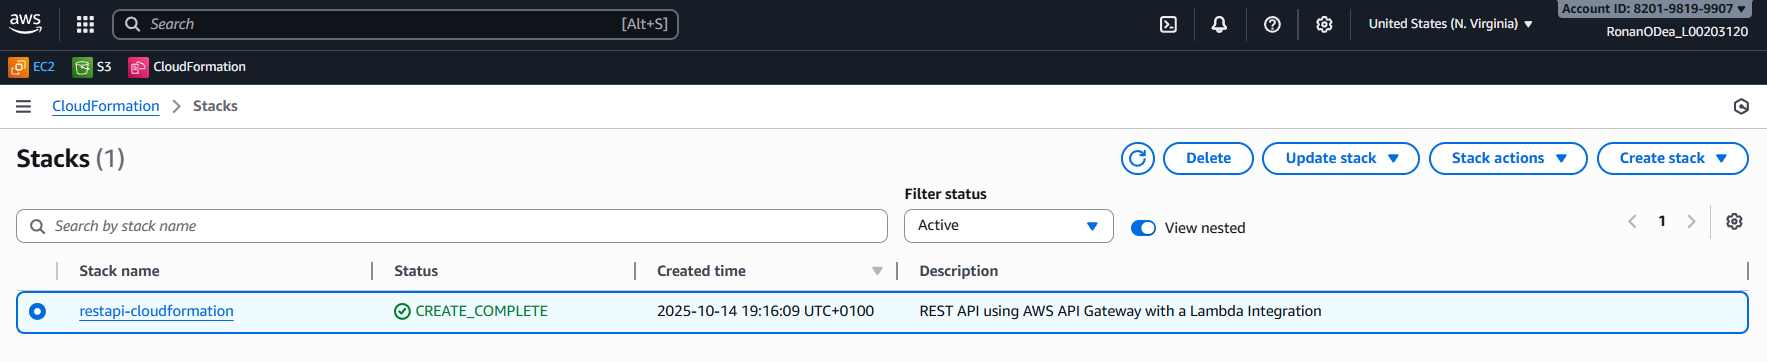 aws
Search [Alt+S]
United States (N. Virginia)
Account ID: 8201-9819-9907
RonanODea_L00203120
EC2 S3 CloudFormation
CloudFormation Stacks
Stacks (1)
Delete Update stack Stack actions Create stack
Filter status
Search by stack name Active View nested 1
Stack name Status Created time Description
restapi-cloudformation CREATE_COMPLETE 2025-10-14 19:16:09 UTC+0100 REST API using AWS API Gateway with a Lambda Integration